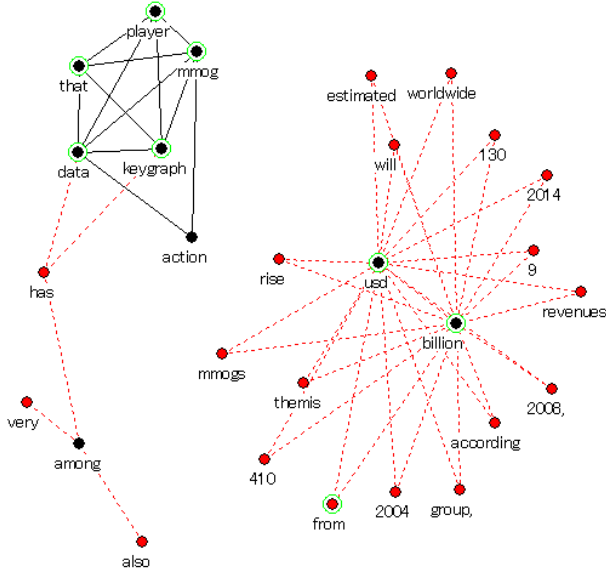 player
mmog
that
data
keygraph
action
has
very
among
also
estimated
worldwide
will
130
2014
rise
usd
9
revenues
billion
mmogs
themis
2008,
according
410
from
2004
group,